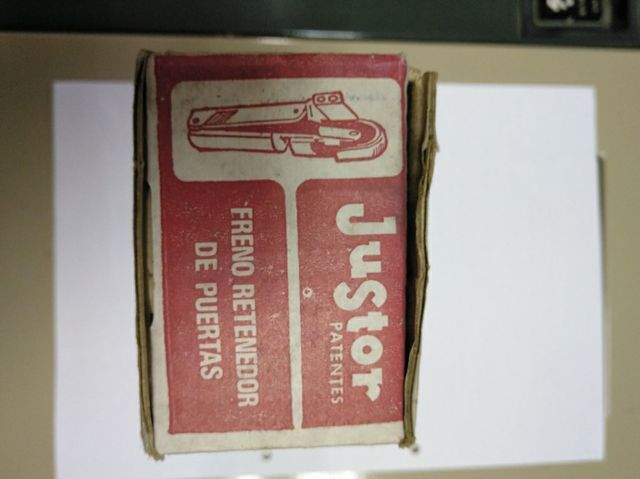 Justor
PATENTES
FRENO RETENEDOR
DE PUERTAS